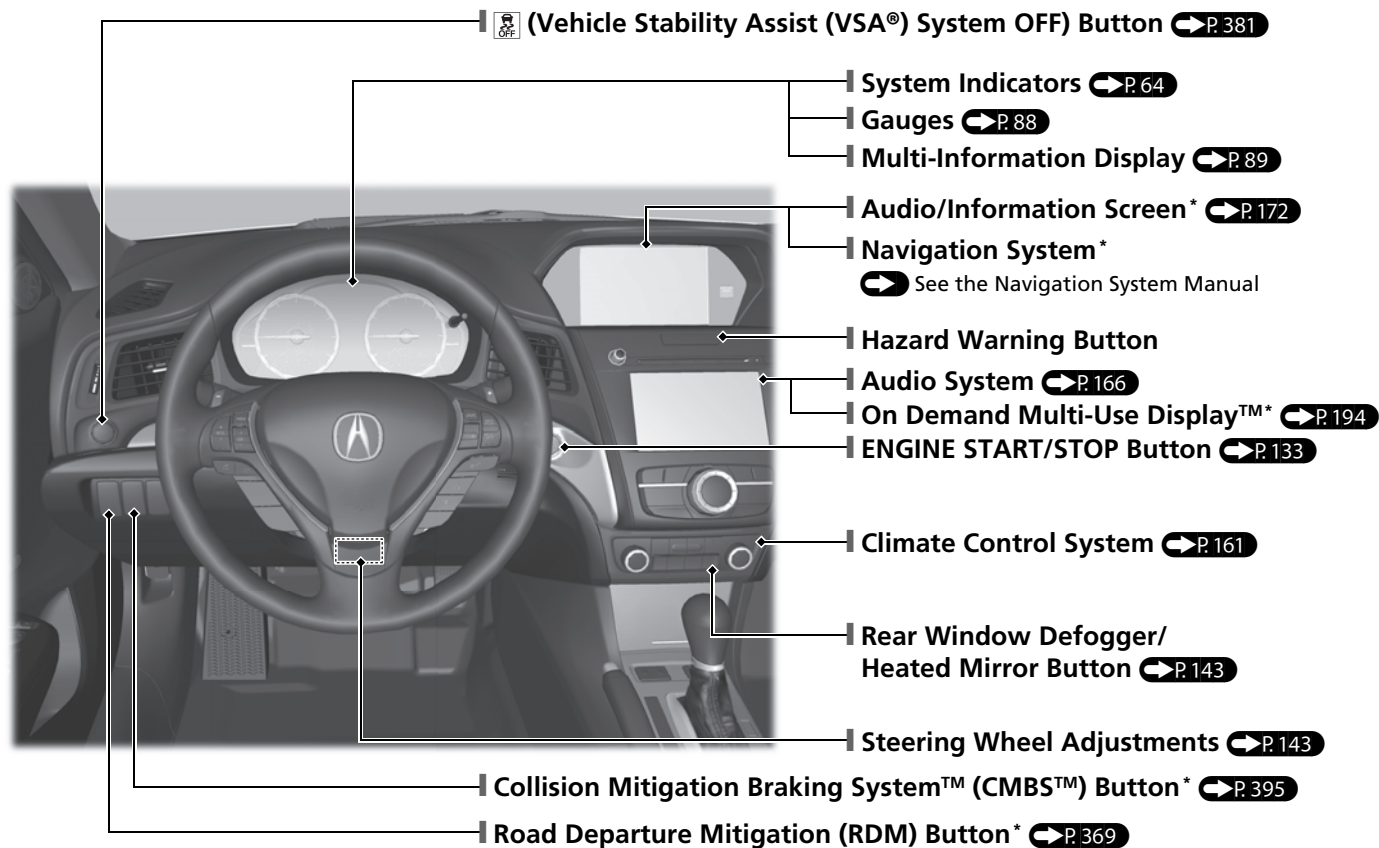 OFF (Vehicle Stability Assist (VSA®) System OFF) Button P. 381
System Indicators P. 64
Gauges P. 88
Multi-Information Display P. 89
Audio/Information Screen* P. 172
Navigation System*
See the Navigation System Manual
Hazard Warning Button
Audio System P. 166
On Demand Multi-Use Display™* P. 194
ENGINE START/STOP Button P. 133
Climate Control System P. 161
Rear Window Defogger/
Heated Mirror Button P. 143
Steering Wheel Adjustments P. 143
Collision Mitigation Braking System™ (CMBS™) Button* P. 395
Road Departure Mitigation (RDM) Button* P. 369